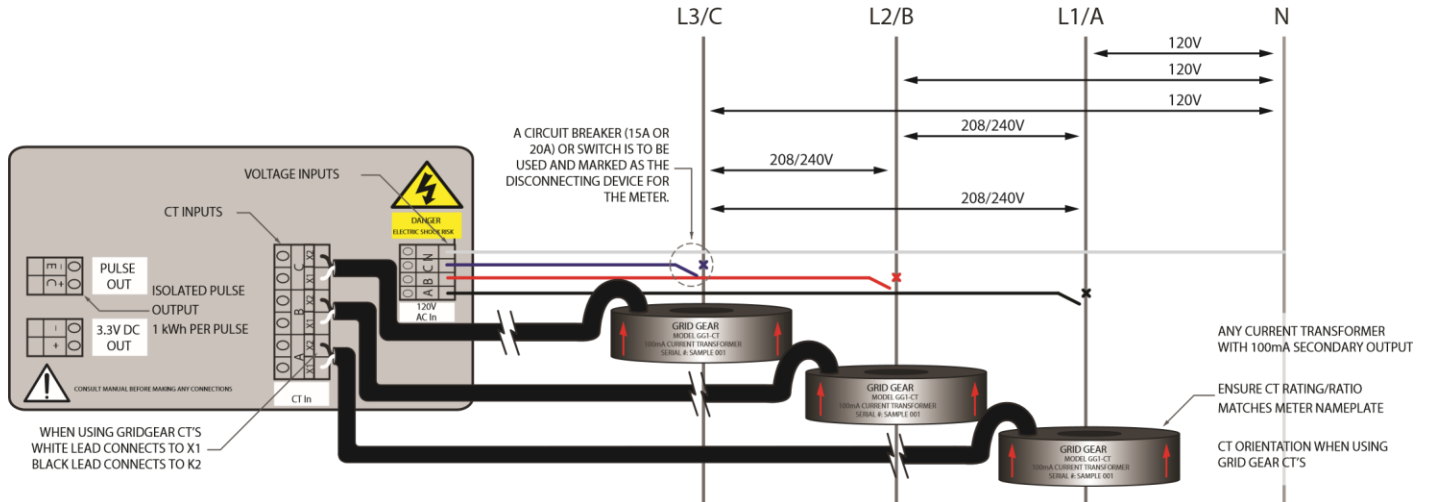 L3/C
L2/B
L1/A
N
120V
120V
120V
208/240V
208/240V
208/240V
A CIRCUIT BREAKER (15A OR
20A) OR SWITCH IS TO BE
USED AND MARKED AS THE
DISCONNECTING DEVICE FOR
THE METER.
VOLTAGE INPUTS
CT INPUTS
DANGER
ELECTRIC SHOCK RISK
PULSE
OUT
ISOLATED PULSE
OUTPUT
1 kWh PER PULSE
E -
C +
3.3V DC
OUT
-
+
C
X2
X1
B
X2
X1
A
X2
X1
CT In
N
C
B
A
120V
AC In
CONSULT MANUAL BEFORE MAKING ANY CONNECTIONS
WHEN USING GRIDGEAR CT'S
WHITE LEAD CONNECTS TO X1
BLACK LEAD CONNECTS TO K2
GRID GEAR
MODEL GG1-CT
100mA CURRENT TRANSFORMER
SERIAL #: SAMPLE 001
GRID GEAR
MODEL GG1-CT
100mA CURRENT TRANSFORMER
SERIAL #: SAMPLE 001
GRID GEAR
MODEL GG1-CT
100mA CURRENT TRANSFORMER
SERIAL #: SAMPLE 001
ANY CURRENT TRANSFORMER
WITH 100mA SECONDARY OUTPUT
ENSURE CT RATING/RATIO
MATCHES METER NAMEPLATE
CT ORIENTATION WHEN USING
GRID GEAR CT'S